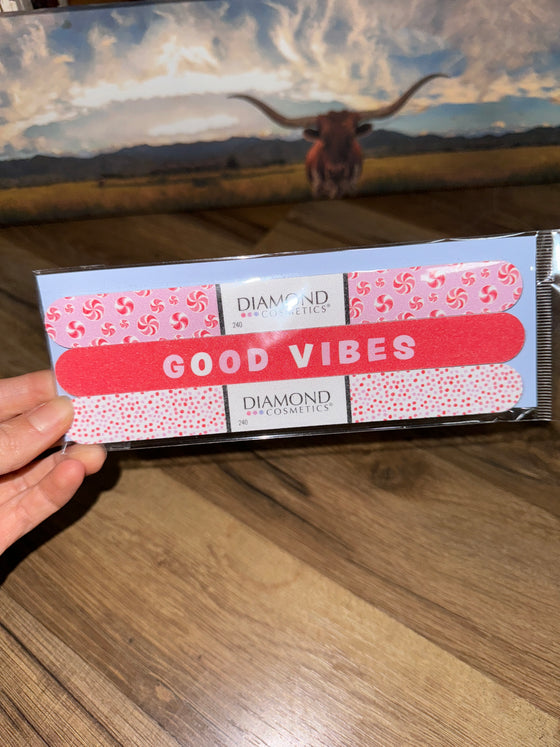 DIAMOND
COSMETICS®
240
GOOD VIBES
DIAMOND
COSMETICS®
240